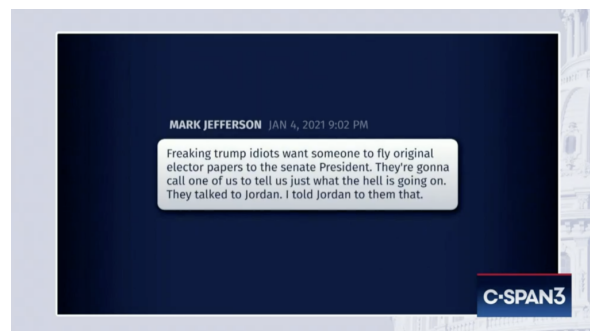 MARK JEFFERSON JAN 4, 2021 9:02 PM
Freaking trump idiots want someone to fly original
elector papers to the senate President. They're gonna
call one of us to tell us just what the hell is going on.
They talked to Jordan. I told Jordan to them that.
C-SPAN3